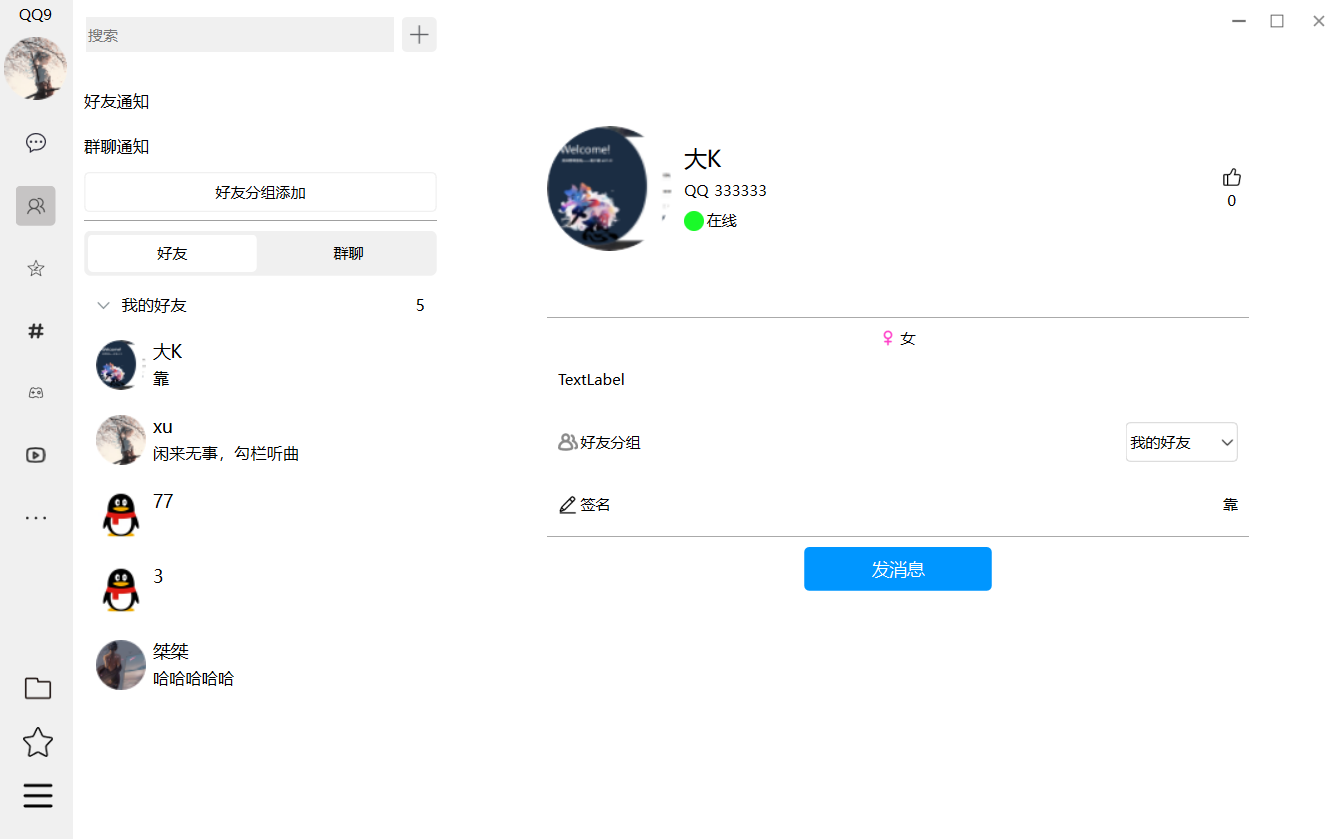 QQ9
搜索
好友通知
群聊通知
好友分组添加
好友
群聊
我的好友
5
大K
靠
xu
闲来无事，勾栏听曲
77
3
桀桀
哈哈哈哈哈
Welcome!
大K
QQ 333333
在线
0
女
TextLabel
好友分组
我的好友
签名
靠
发消息